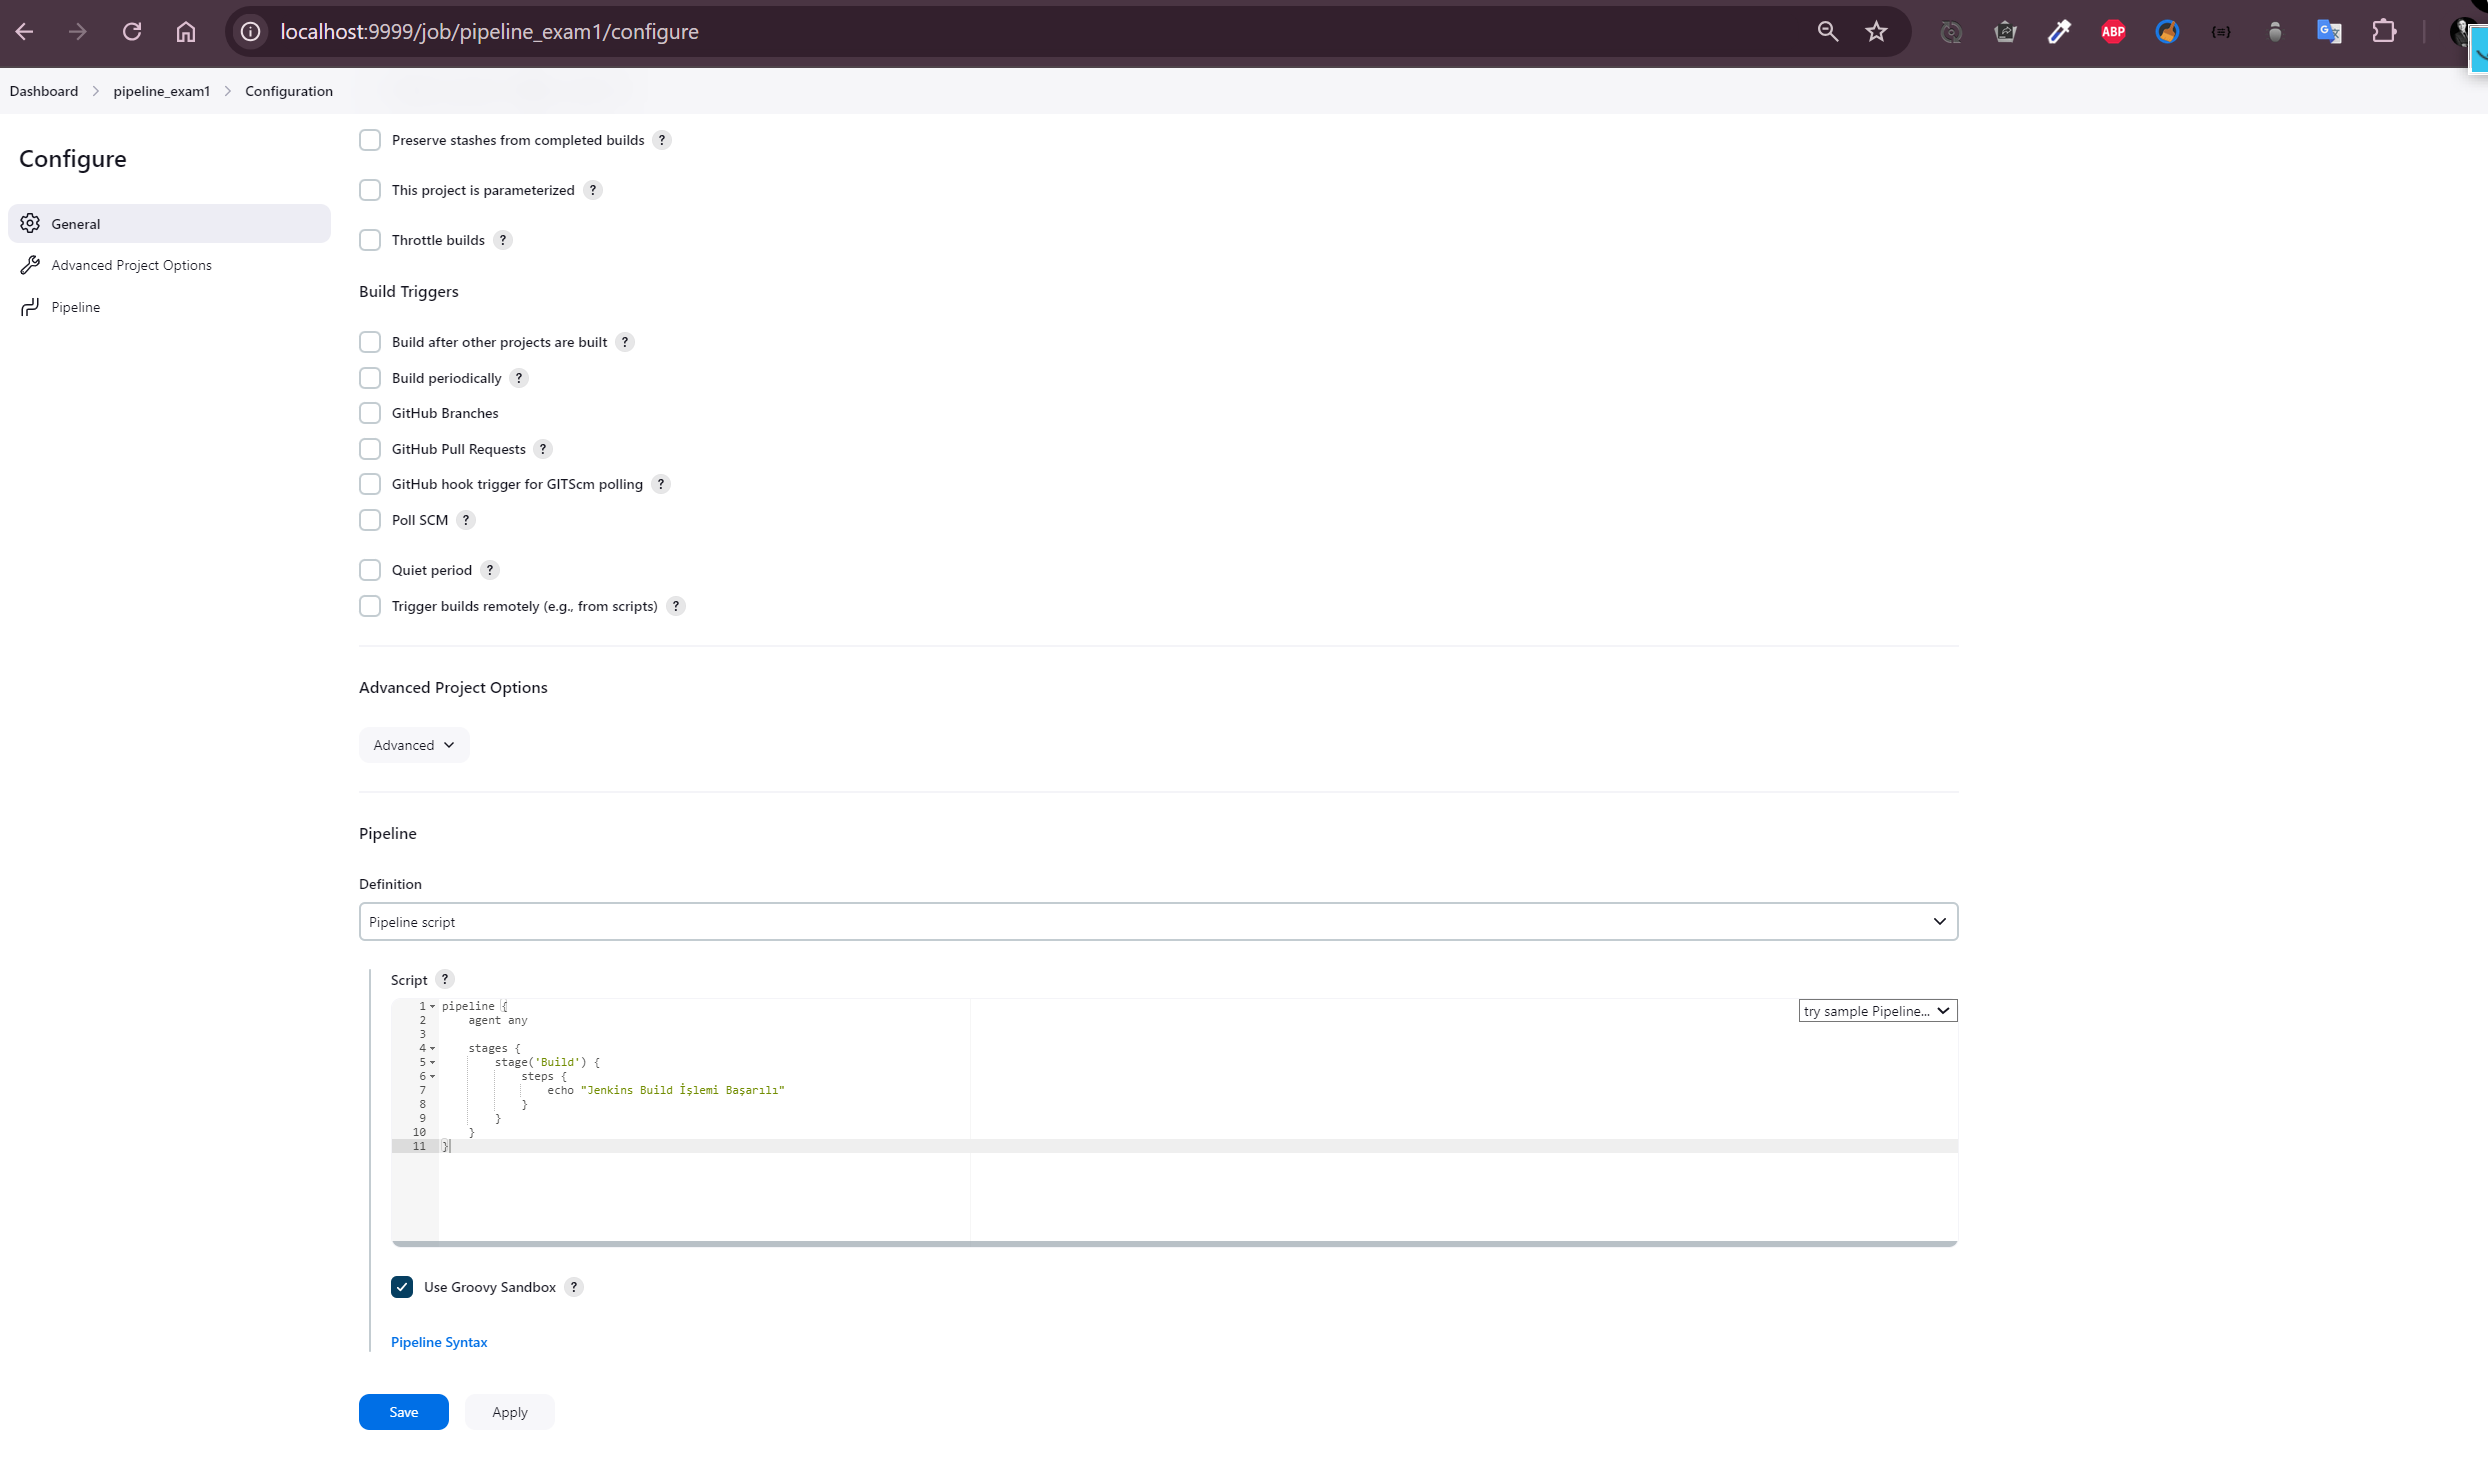 localhost:9999/job/pipeline_exam1/configure
ABP
Dashboard > pipeline_exam1 > Configuration
Configure
General
Advanced Project Options
Pipeline
Preserve stashes from completed builds ?
This project is parameterized ?
Throttle builds ?
Build Triggers
Build after other projects are built ?
Build periodically ?
GitHub Branches
GitHub Pull Requests ?
GitHub hook trigger for GITScm polling ?
Poll SCM ?
Quiet period ?
Trigger builds remotely (e.g., from scripts) ?
Advanced Project Options
Advanced
Pipeline
Definition
Pipeline script
Script ?
try sample Pipeline...
1 pipeline {
2     agent any
3
4     stages {
5         stage('Build') {
6             steps {
7                 echo "Jenkins Build İşlemi Başarılı"
8             }
9         }
10     }
11 }
Use Groovy Sandbox ?
Pipeline Syntax
Save Apply